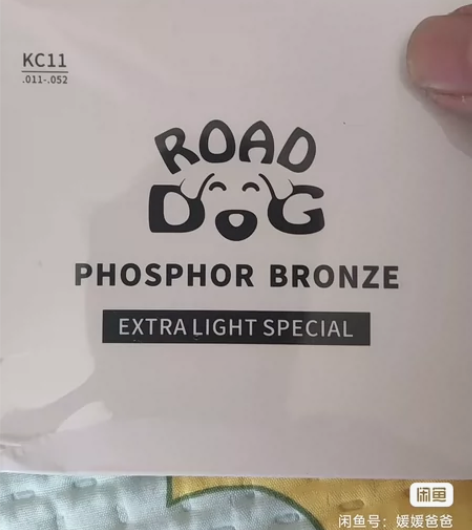 KC11
.011-.052
ROAD
DOG
PHOSPHOR BRONZE
EXTRA LIGHT SPECIAL
闲鱼
闲鱼号：媛媛爸爸